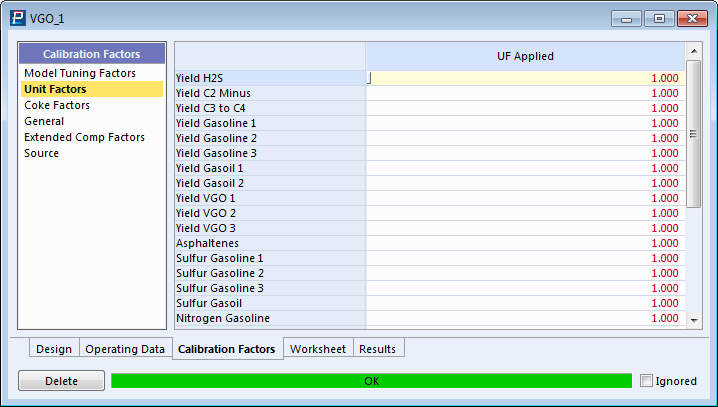 VGO_1
Calibration Factors
Model Tuning Factors
Unit Factors
Coke Factors
General
Extended Comp Factors
Source
UF Applied
Yield H2S 1.000
Yield C2 Minus 1.000
Yield C3 to C4 1.000
Yield Gasoline 1 1.000
Yield Gasoline 2 1.000
Yield Gasoline 3 1.000
Yield Gasoil 1 1.000
Yield Gasoil 2 1.000
Yield VGO 1 1.000
Yield VGO 2 1.000
Yield VGO 3 1.000
Asphaltenes 1.000
Sulfur Gasoline 1 1.000
Sulfur Gasoline 2 1.000
Sulfur Gasoline 3 1.000
Sulfur Gasoil 1.000
Nitrogen Gasoline 1.000
Design Operating Data Calibration Factors Worksheet Results
Delete OK Ignored